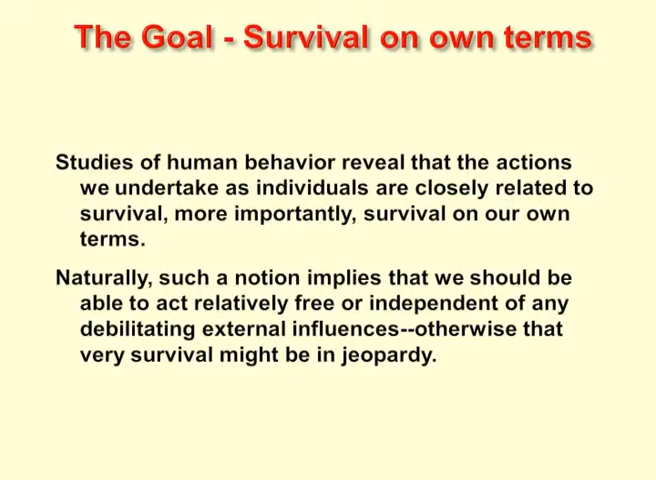 The Goal - Survival on own terms
Studies of human behavior reveal that the actions
we undertake as individuals are closely related to
survival, more importantly, survival on our own
terms.
Naturally, such a notion implies that we should be
able to act relatively free or independent of any
debilitating external influences--otherwise that
very survival might be in jeopardy.